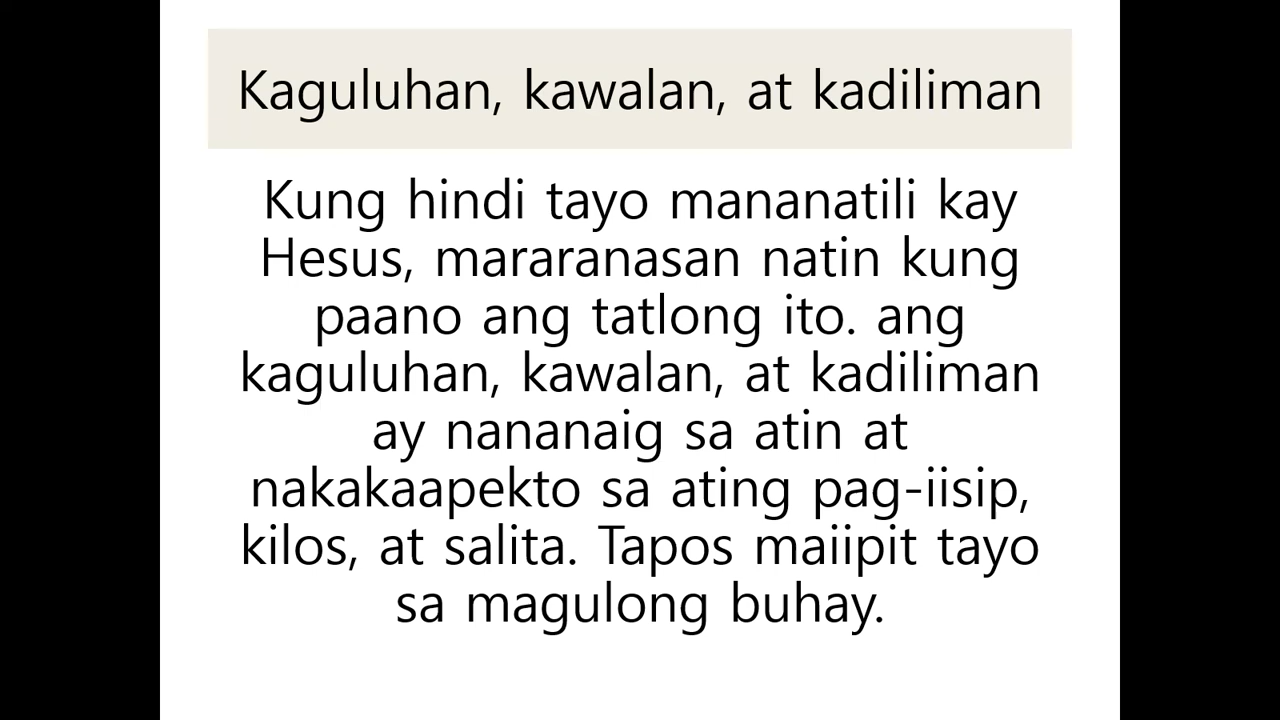 Kaguluhan, kawalan, at kadiliman
Kung hindi tayo mananatili kay
Hesus, mararanasan natin kung
paano ang tatlong ito. ang
kaguluhan, kawalan, at kadiliman
ay nananaig sa atin at
nakakaapekto sa ating pag-iisip,
kilos, at salita. Tapos maiipit tayo
sa magulong buhay.